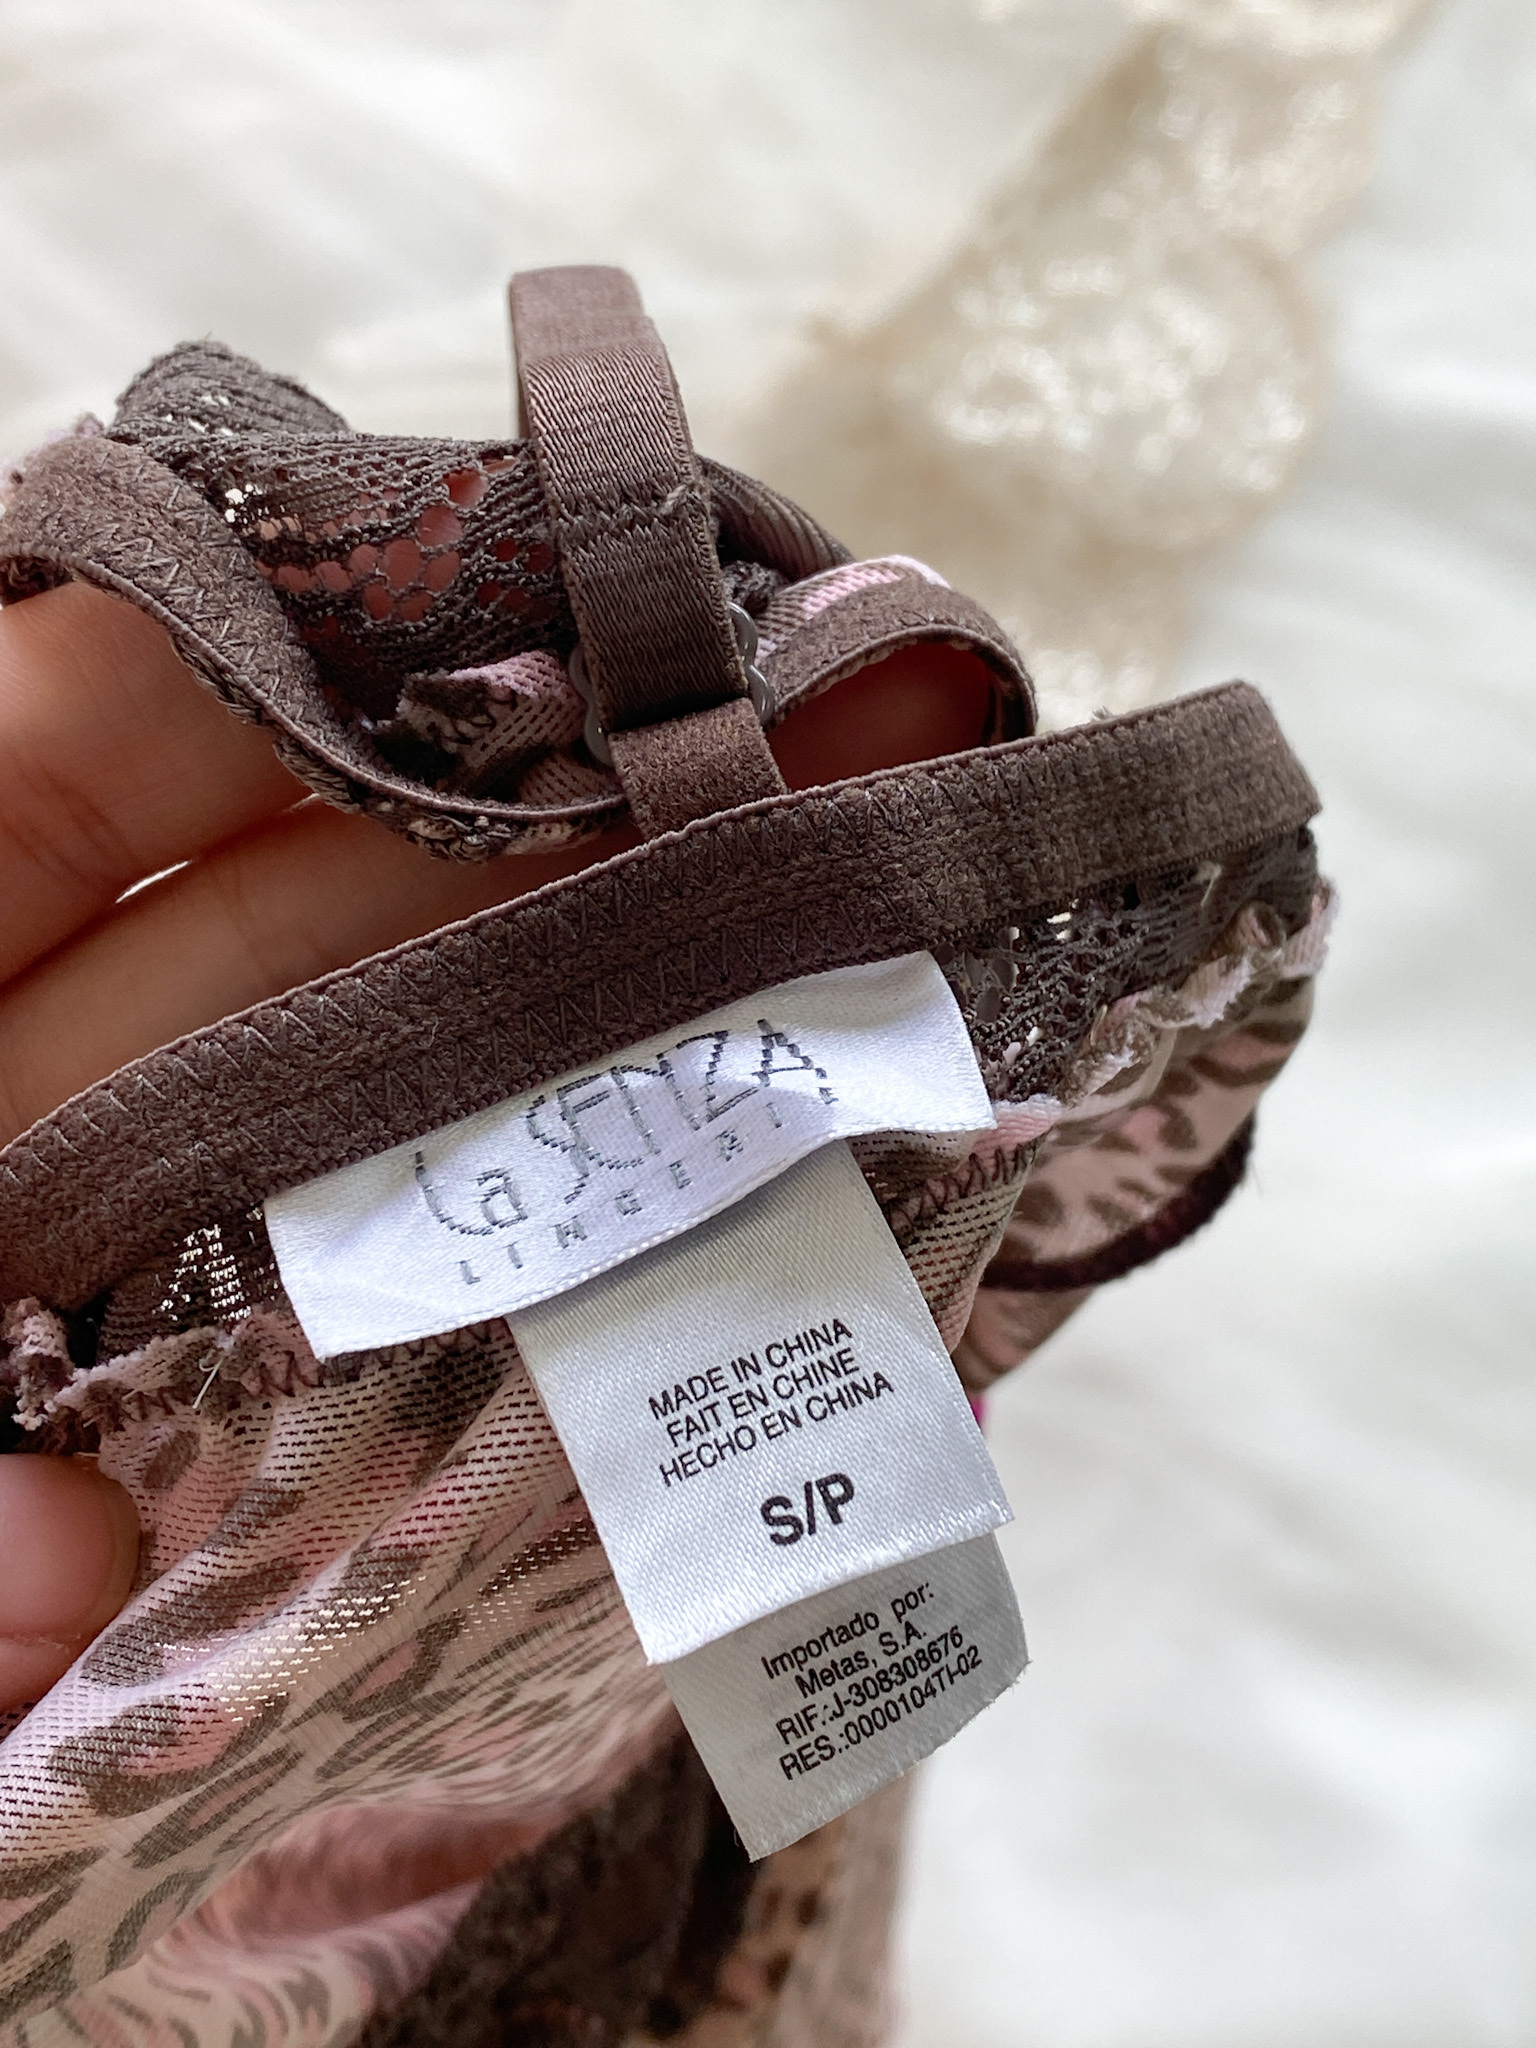 La SENZA
LINGERI
MADE IN CHINA
FAIT EN CHINE
HECHO EN CHINA
S/P
Importado por:
Metas, S.A.
RIF.:J-308308676
RES.:0000104TI-02